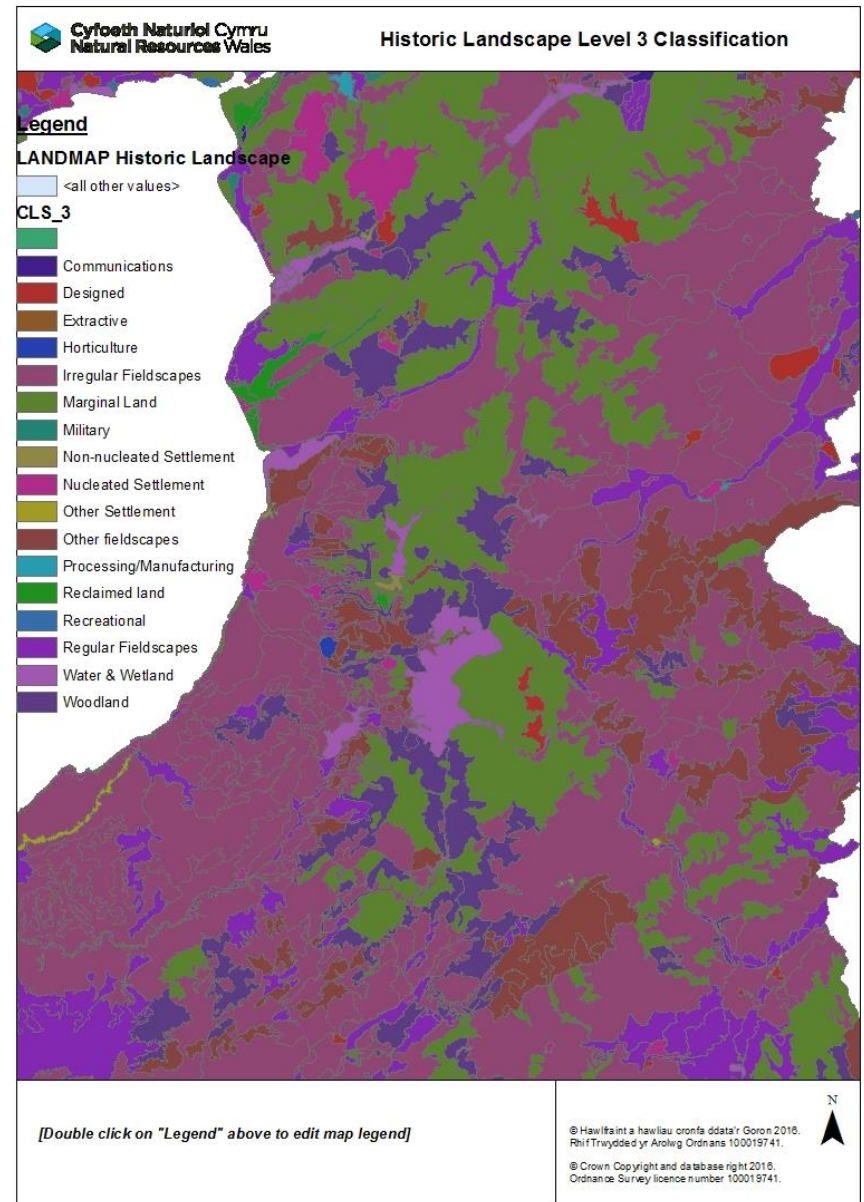 Cyfoeth Naturiol Cymru
Natural Resources Wales
Historic Landscape Level 3 Classification
Legend
LANDMAP Historic Landscape
<all other values>
CLS_3
Communications
Designed
Extractive
Horticulture
Irregular Fieldscapes
Marginal Land
Military
Non-nucleated Settlement
Nucleated Settlement
Other Settlement
Other fieldscapes
Processing/Manufacturing
Reclaimed land
Recreational
Regular Fieldscapes
Water & Wetland
Woodland
[Double click on "Legend" above to edit map legend]
N
© Hawlfraint a hawliau cronfa ddata'r Goron 2016.
Rhif Trwydded yr Arolwg Ordnans 100019741.
© Crown Copyright and database right 2016.
Ordnance Survey licence number 100019741.